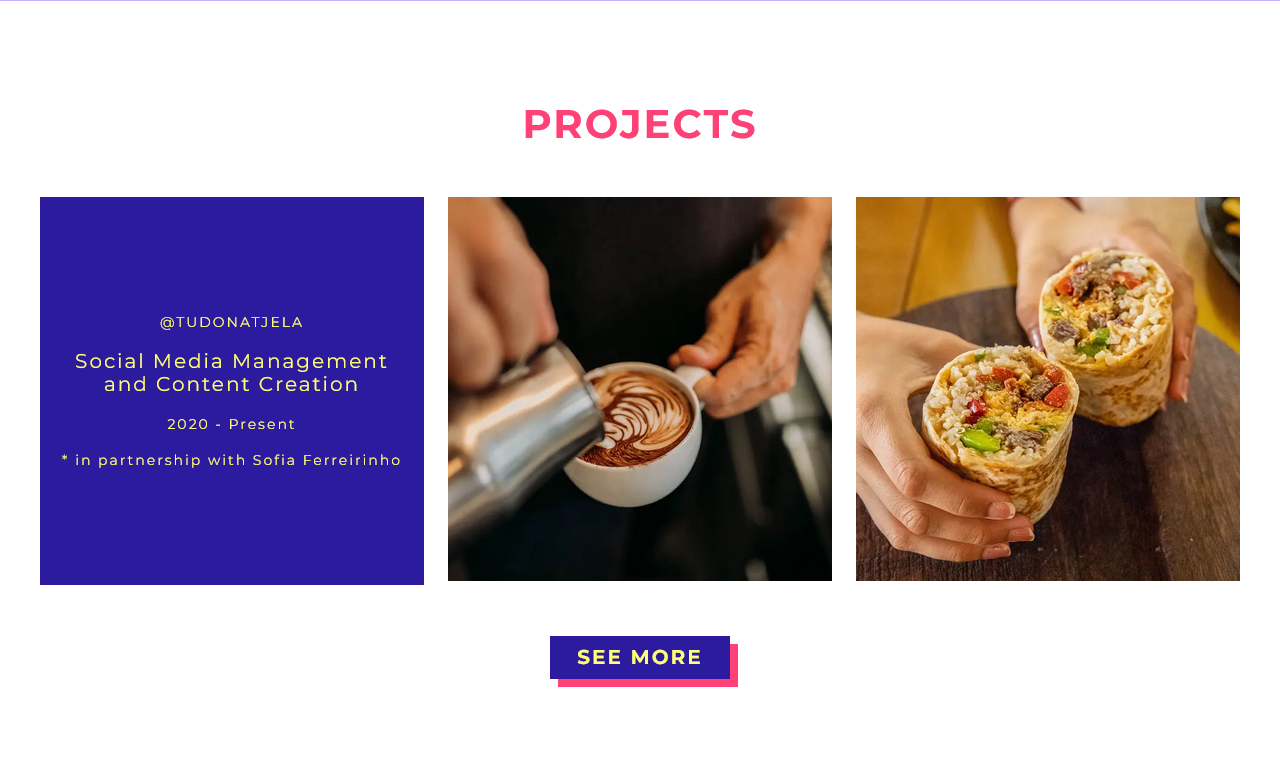 PROJECTS
@TUDONATJELA
Social Media Management
and Content Creation
2020 - Present
* in partnership with Sofia Ferreirinho
SEE MORE